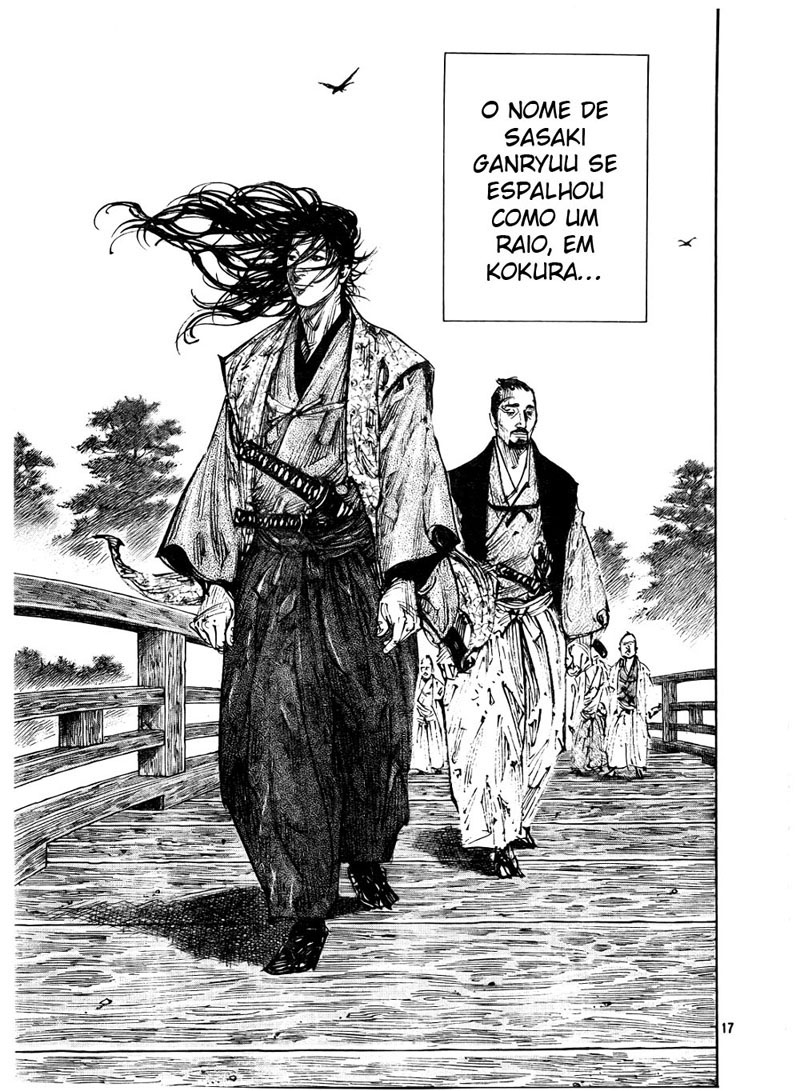 O NOME DE
SASAKI
GANRYUU SE
ESPALHOU
COMO UM
RAIO, EM
KOKURA...
17